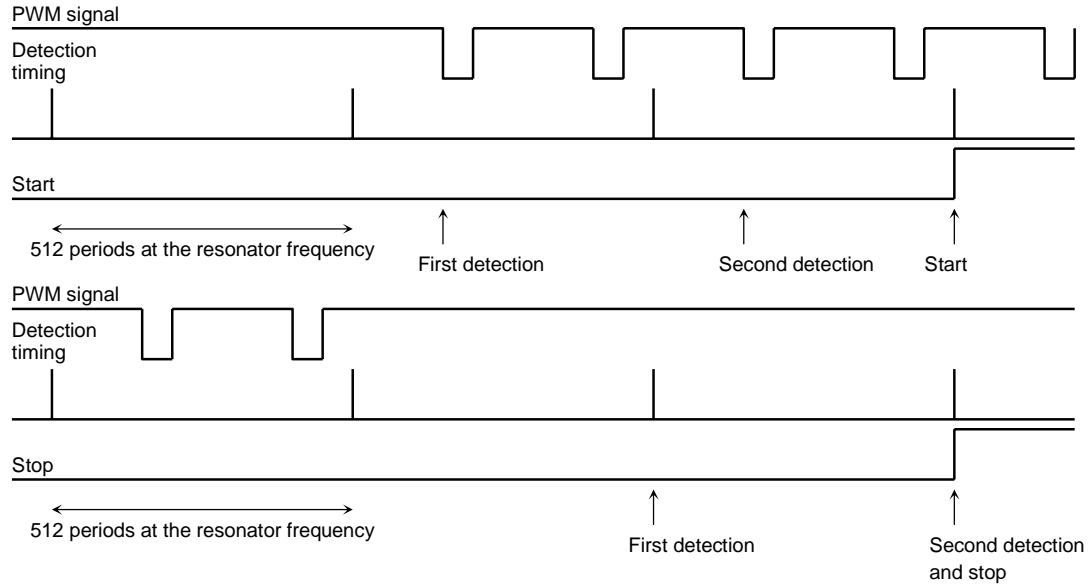 PWM signal
Detection
timing
Start
512 periods at the resonator frequency
First detection
Second detection
Start
PWM signal
Detection
timing
Stop
512 periods at the resonator frequency
First detection
Second detection
and stop